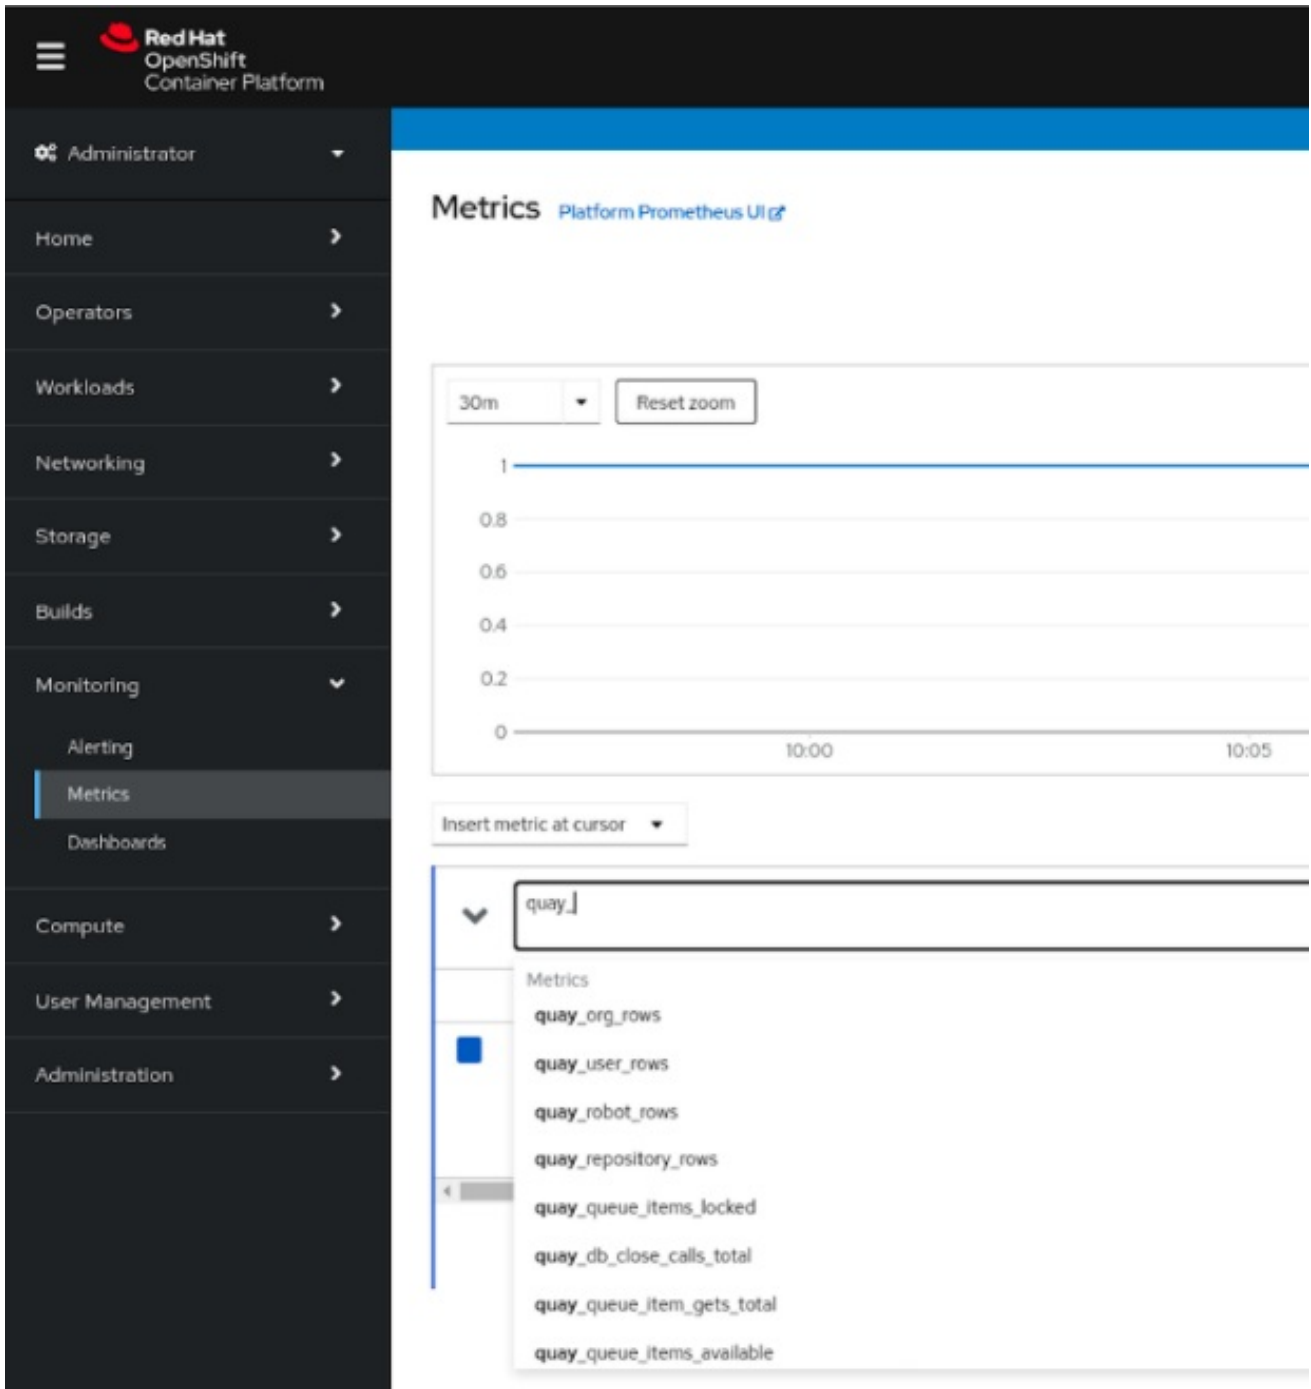 Red Hat
OpenShift
Container Platform
Administrator
Home
Operators
Workloads
Networking
Storage
Builds
Monitoring
Alerting
Metrics
Dashboards
Compute
User Management
Administration
Metrics Platform Prometheus UI
30m Reset zoom
1
0.8
0.6
0.4
0.2
0
10:00 10:05
Insert metric at cursor
quay_
Metrics
quay_org_rows
quay_user_rows
quay_robot_rows
quay_repository_rows
quay_queue_items_locked
quay_db_close_calls_total
quay_queue_item_gets_total
quay_queue_items_available